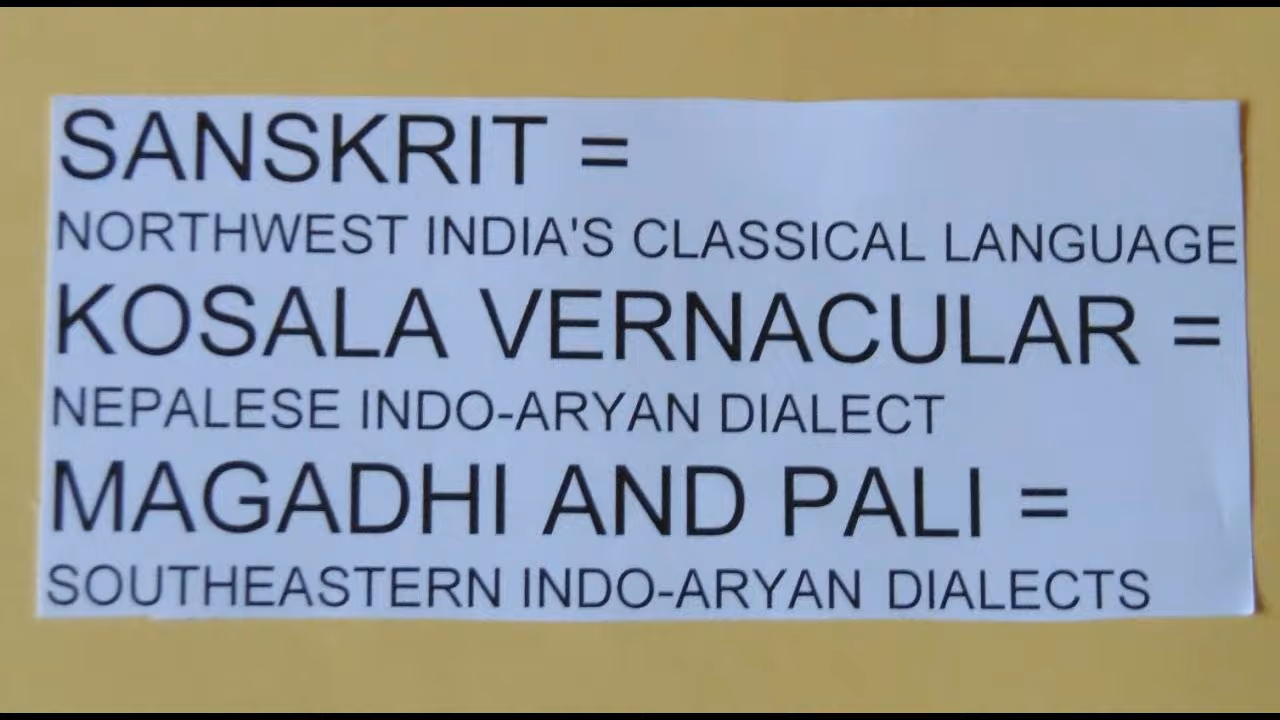 SANSKRIT =
NORTHWEST INDIA'S CLASSICAL LANGUAGE
KOSALA VERNACULAR =
NEPALESE INDO-ARYAN DIALECT
MAGADHI AND PALI =
SOUTHEASTERN INDO-ARYAN DIALECTS